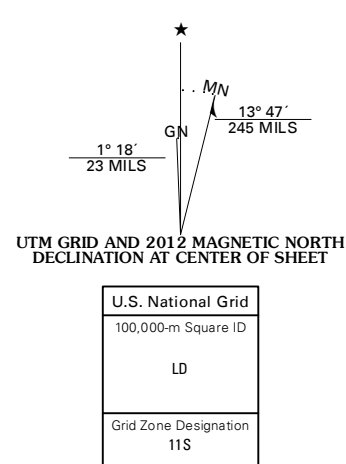 ★
MN
GN
13° 47´
245 MILS
1° 18´
23 MILS
UTM GRID AND 2012 MAGNETIC NORTH
DECLINATION AT CENTER OF SHEET
U.S. National Grid
100,000-m Square ID
LD
Grid Zone Designation
11S